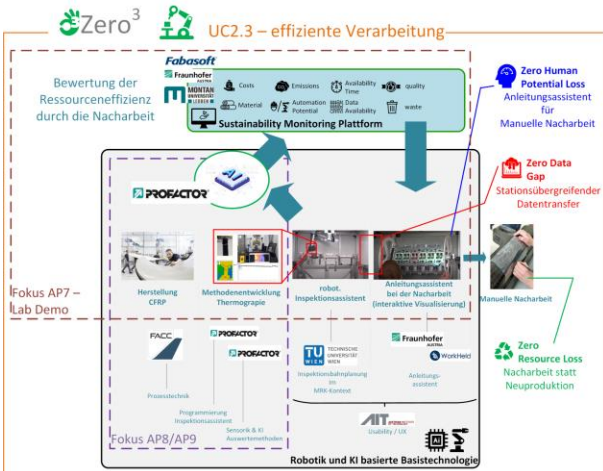 Zero³
UC2.3 – effiziente Verarbeitung
Fabasoft
Fraunhofer
AUSTRIA
MONTAN
UNIVERSITÄT
LEOBEN
Costs
Emissions
Availability
Time
quality
Material
Automation
Potential
Data
Availability
waste
Sustainability Monitoring Plattform
Bewertung der
Ressourceneffizienz
durch die Nacharbeit
Zero Human
Potential Loss
Anleitungsassistent
für
Manuelle Nacharbeit
AI
PROFACTOR
Zero Data
Gap
Stationsübergreifender
Datentransfer
Herstellung
CFRP
Methodenentwicklung
Thermograpie
robot.
Inspektionsassistent
Anleitungsassistent
bei der Nacharbeit
(interaktive Visualisierung)
Manuelle Nacharbeit
Fokus AP7 –
Lab Demo
FACC
Prozesstechnik
PROFACTOR
Programmierung
Inspektionsassistent
PROFACTOR
Sensorik & KI
Auswertemethoden
TU
WIEN
TECHNISCHE
UNIVERSITÄT
WIEN
Inspektionsbahnplanung
im
MRK-Kontext
Fraunhofer
AUSTRIA
WorkHeld
Anleitungs-
assistent
Zero
Resource Loss
Nacharbeit statt
Neuproduktion
AIT
Usability / UX
AI
Fokus AP8/AP9
Robotik und KI basierte Basistechnologie